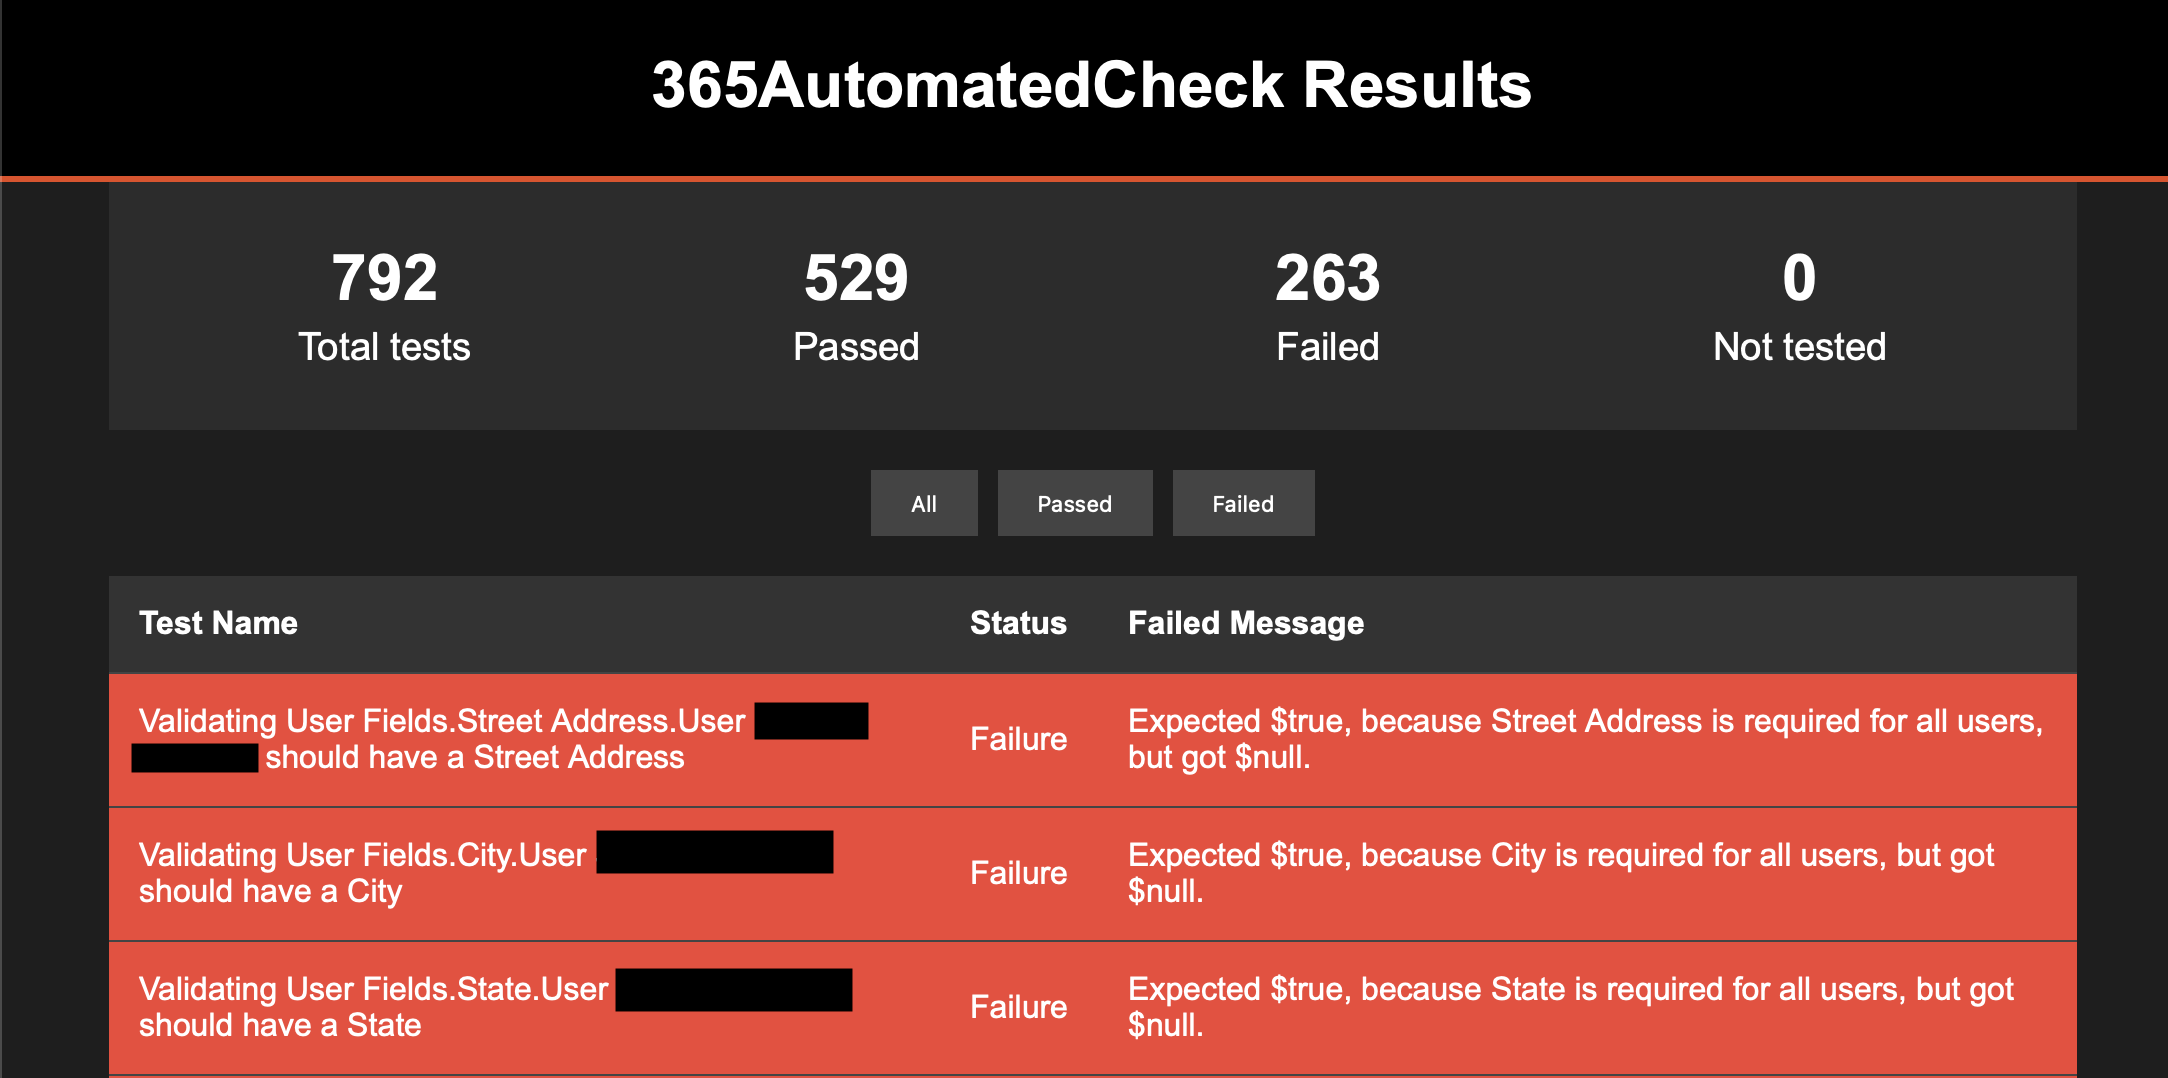 365AutomatedCheck Results
792
529
263
0
Total tests
Passed
Failed
Not tested
All
Passed
Failed
Test Name
Status
Failed Message
Validating User Fields.Street Address.User
should have a Street Address
Failure
Expected $true, because Street Address is required for all users,
but got $null.
Validating User Fields.City.User
should have a City
Failure
Expected $true, because City is required for all users, but got
$null.
Validating User Fields.State.User
should have a State
Failure
Expected $true, because State is required for all users, but got
$null.